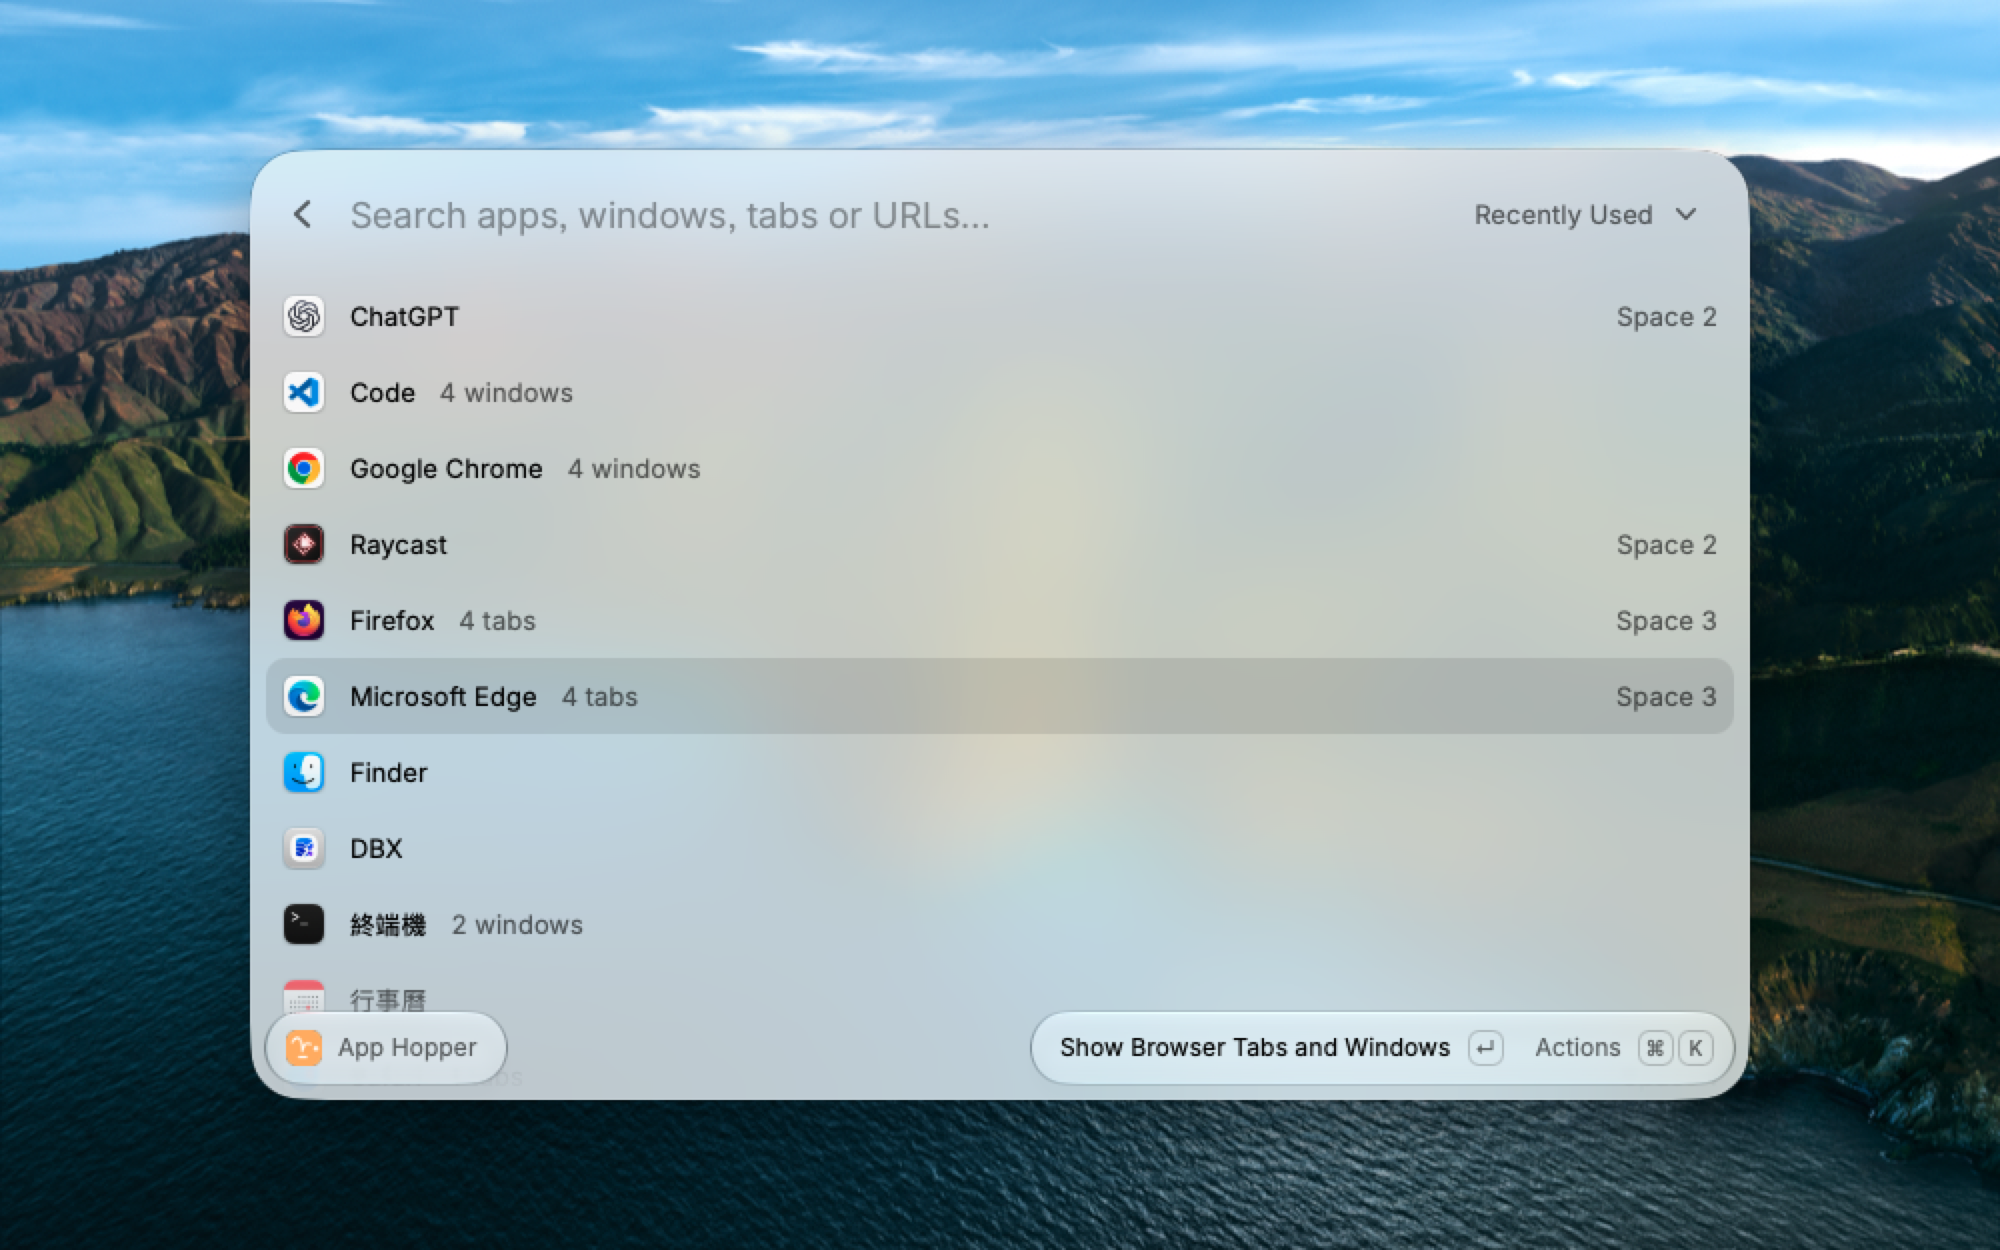 Search apps, windows, tabs or URLs...
Recently Used
ChatGPT Space 2
Code 4 windows
Google Chrome 4 windows
Raycast Space 2
Firefox 4 tabs Space 3
Microsoft Edge 4 tabs Space 3
Finder
DBX
終端機 2 windows
行事曆
App Hopper
Show Browser Tabs and Windows ↵ Actions ⌘ K